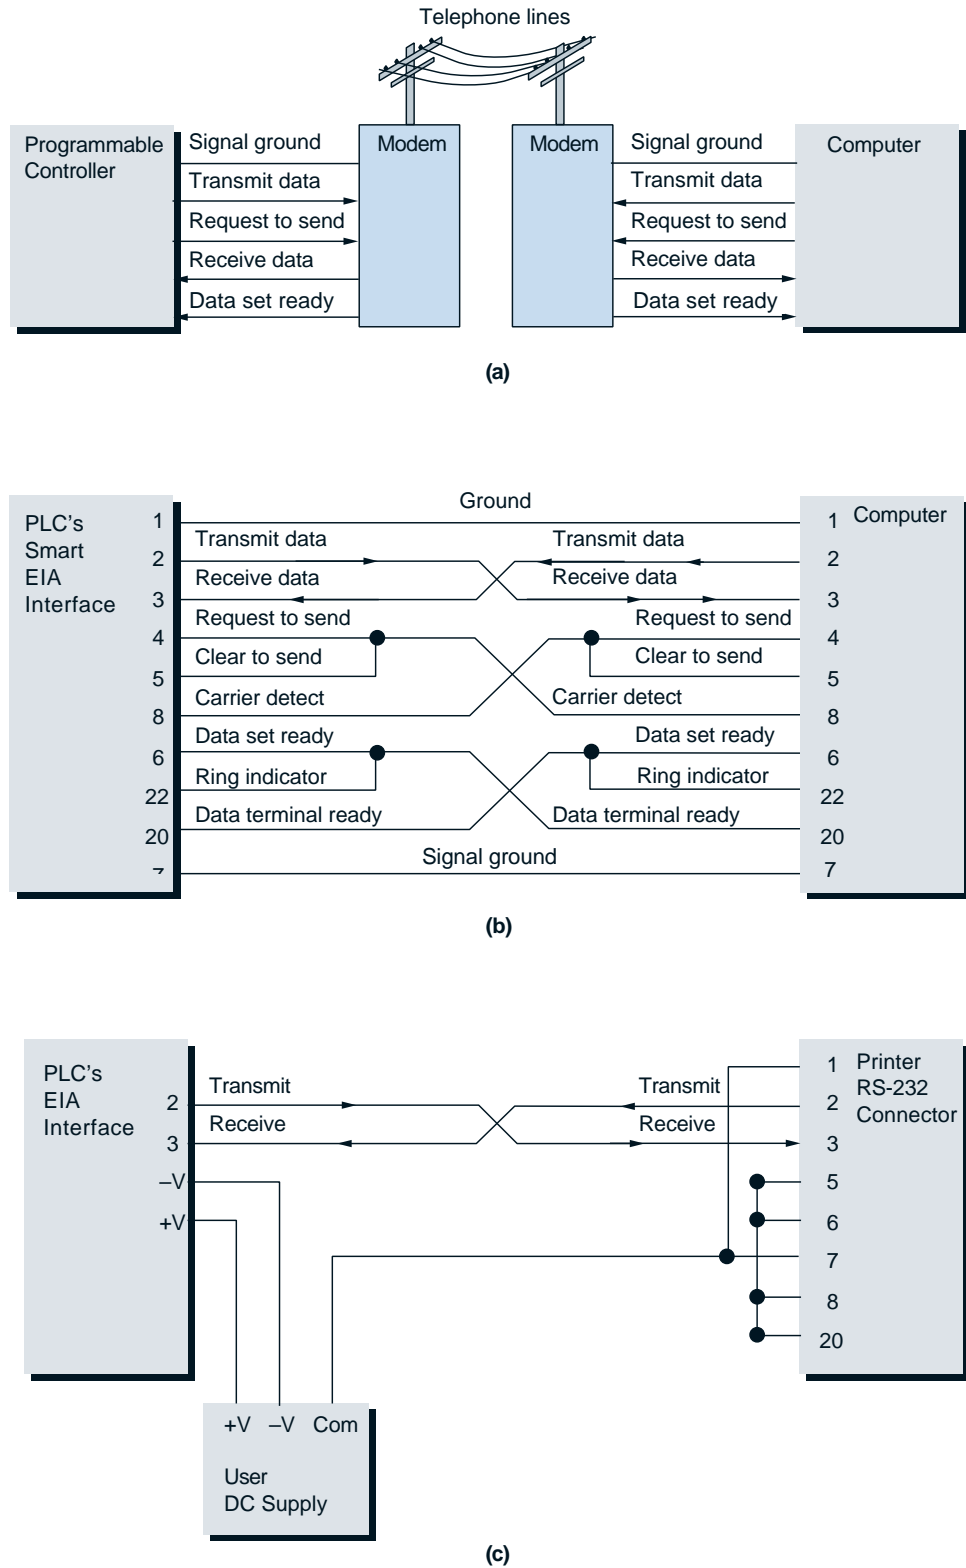 Telephone lines
Programmable
Controller
Signal ground
Transmit data
Request to send
Receive data
Data set ready
Modem
Modem
Signal ground
Transmit data
Request to send
Receive data
Data set ready
Computer
(a)
PLC's
Smart
EIA
Interface
1
2
3
4
5
8
6
22
20
Ground
Transmit data
Receive data
Request to send
Clear to send
Carrier detect
Data set ready
Ring indicator
Data terminal ready
Signal ground
Transmit data
Receive data
Request to send
Clear to send
Carrier detect
Data set ready
Ring indicator
Data terminal ready
1
2
3
4
5
8
6
22
20
7
Computer
(b)
PLC's
EIA
Interface
2
3
–V
+V
Transmit
Receive
Transmit
Receive
1
2
3
5
6
7
8
20
Printer
RS-232
Connector
+V –V Com
User
DC Supply
(c)